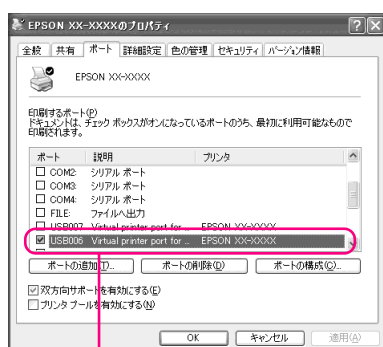 EPSON XX-XXXXのプロパティ
全般 共有 ポート 詳細設定 色の管理 セキュリティ バージョン情報
EPSON XX-XXXX
印刷するポート(P)
ドキュメントは、チェック ボックスがオンになっているポートのうち、最初に利用可能なもので
印刷されます。
ポート 説明 プリンタ
COM2: シリアル ポート
COM3: シリアル ポート
COM4: シリアル ポート
FILE: ファイルへ出力
USB007 Virtual printer port for ... EPSON XX-XXXX
USB006 Virtual printer port for ... EPSON XX-XXXX
ポートの追加(T)... ポートの削除(D) ポートの構成(C)...
双方向サポートを有効にする(E)
プリンタ プールを有効にする(N)
OK キャンセル 適用(A)